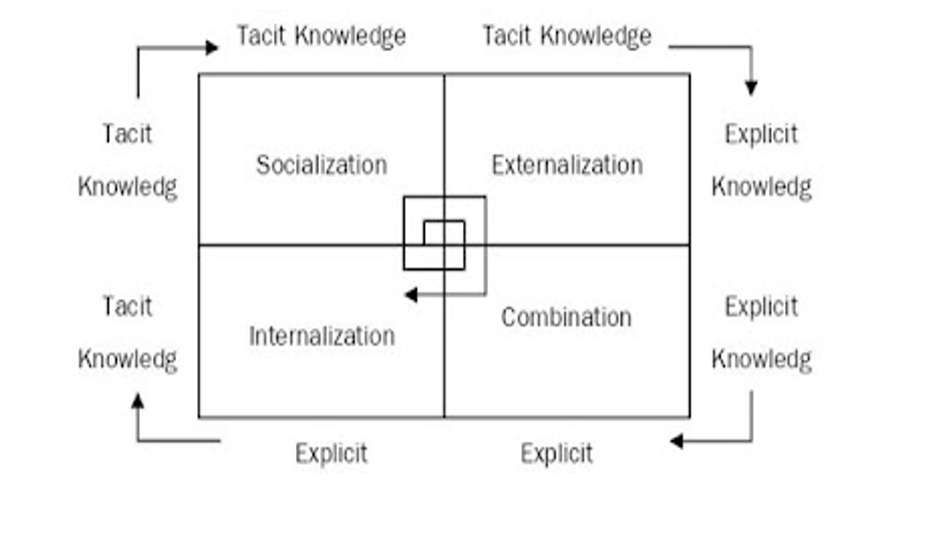 Tacit Knowledge
Tacit Knowledge
Tacit
Knowledg
Socialization
Externalization
Explicit
Knowledg
Tacit
Knowledg
Internalization
Combination
Explicit
Knowledg
Explicit
Explicit